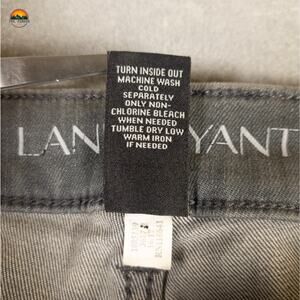 TURN INSIDE OUT
MACHINE WASH
COLD
SEPARATELY
ONLY NON-
CHLORINE BLEACH
WHEN NEEDED
TUMBLE DRY LOW
WARM IRON
IF NEEDED
LAN YANT